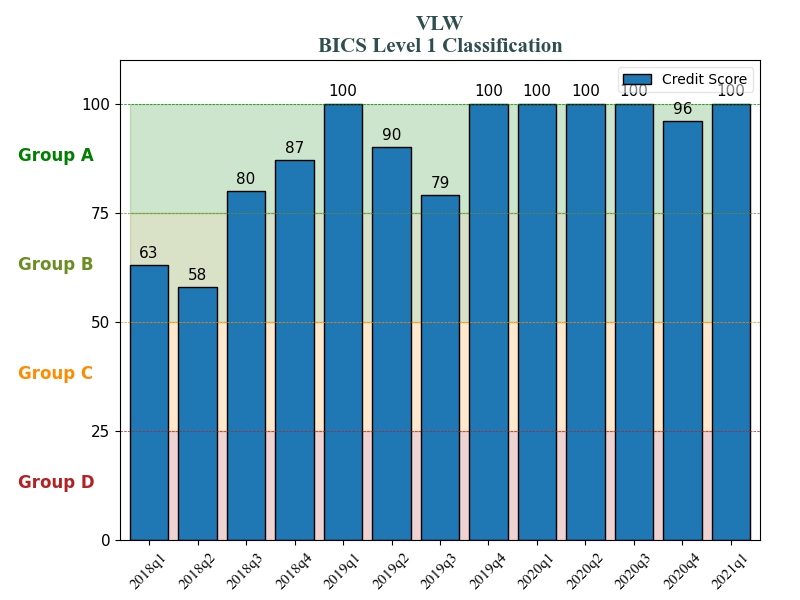 VLW
BICS Level 1 Classification
Credit Score
100
75
50
25
0
Group A
Group B
Group C
Group D
63
58
80
87
100
90
79
100
100
100
100
96
100
2018q1
2018q2
2018q3
2018q4
2019q1
2019q2
2019q3
2019q4
2020q1
2020q2
2020q3
2020q4
2021q1